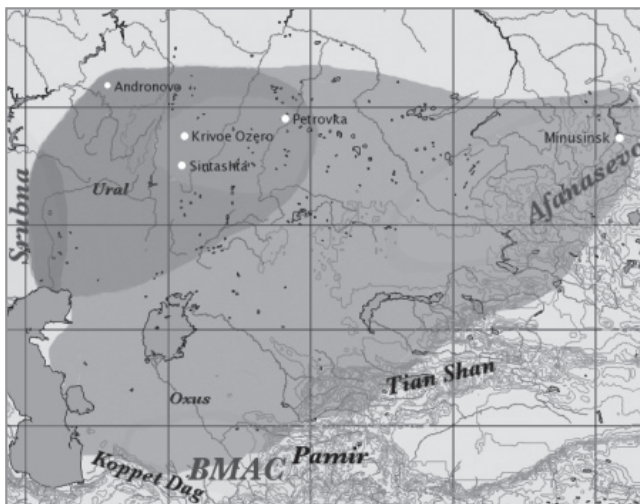 Andronovo
Petrovka
Krivoe Ozero
Minusinsk
Sintashta
Ural
Srubna
Afanasevo
Oxus
Tian Shan
Koppet Dag
BMAC
Pamir